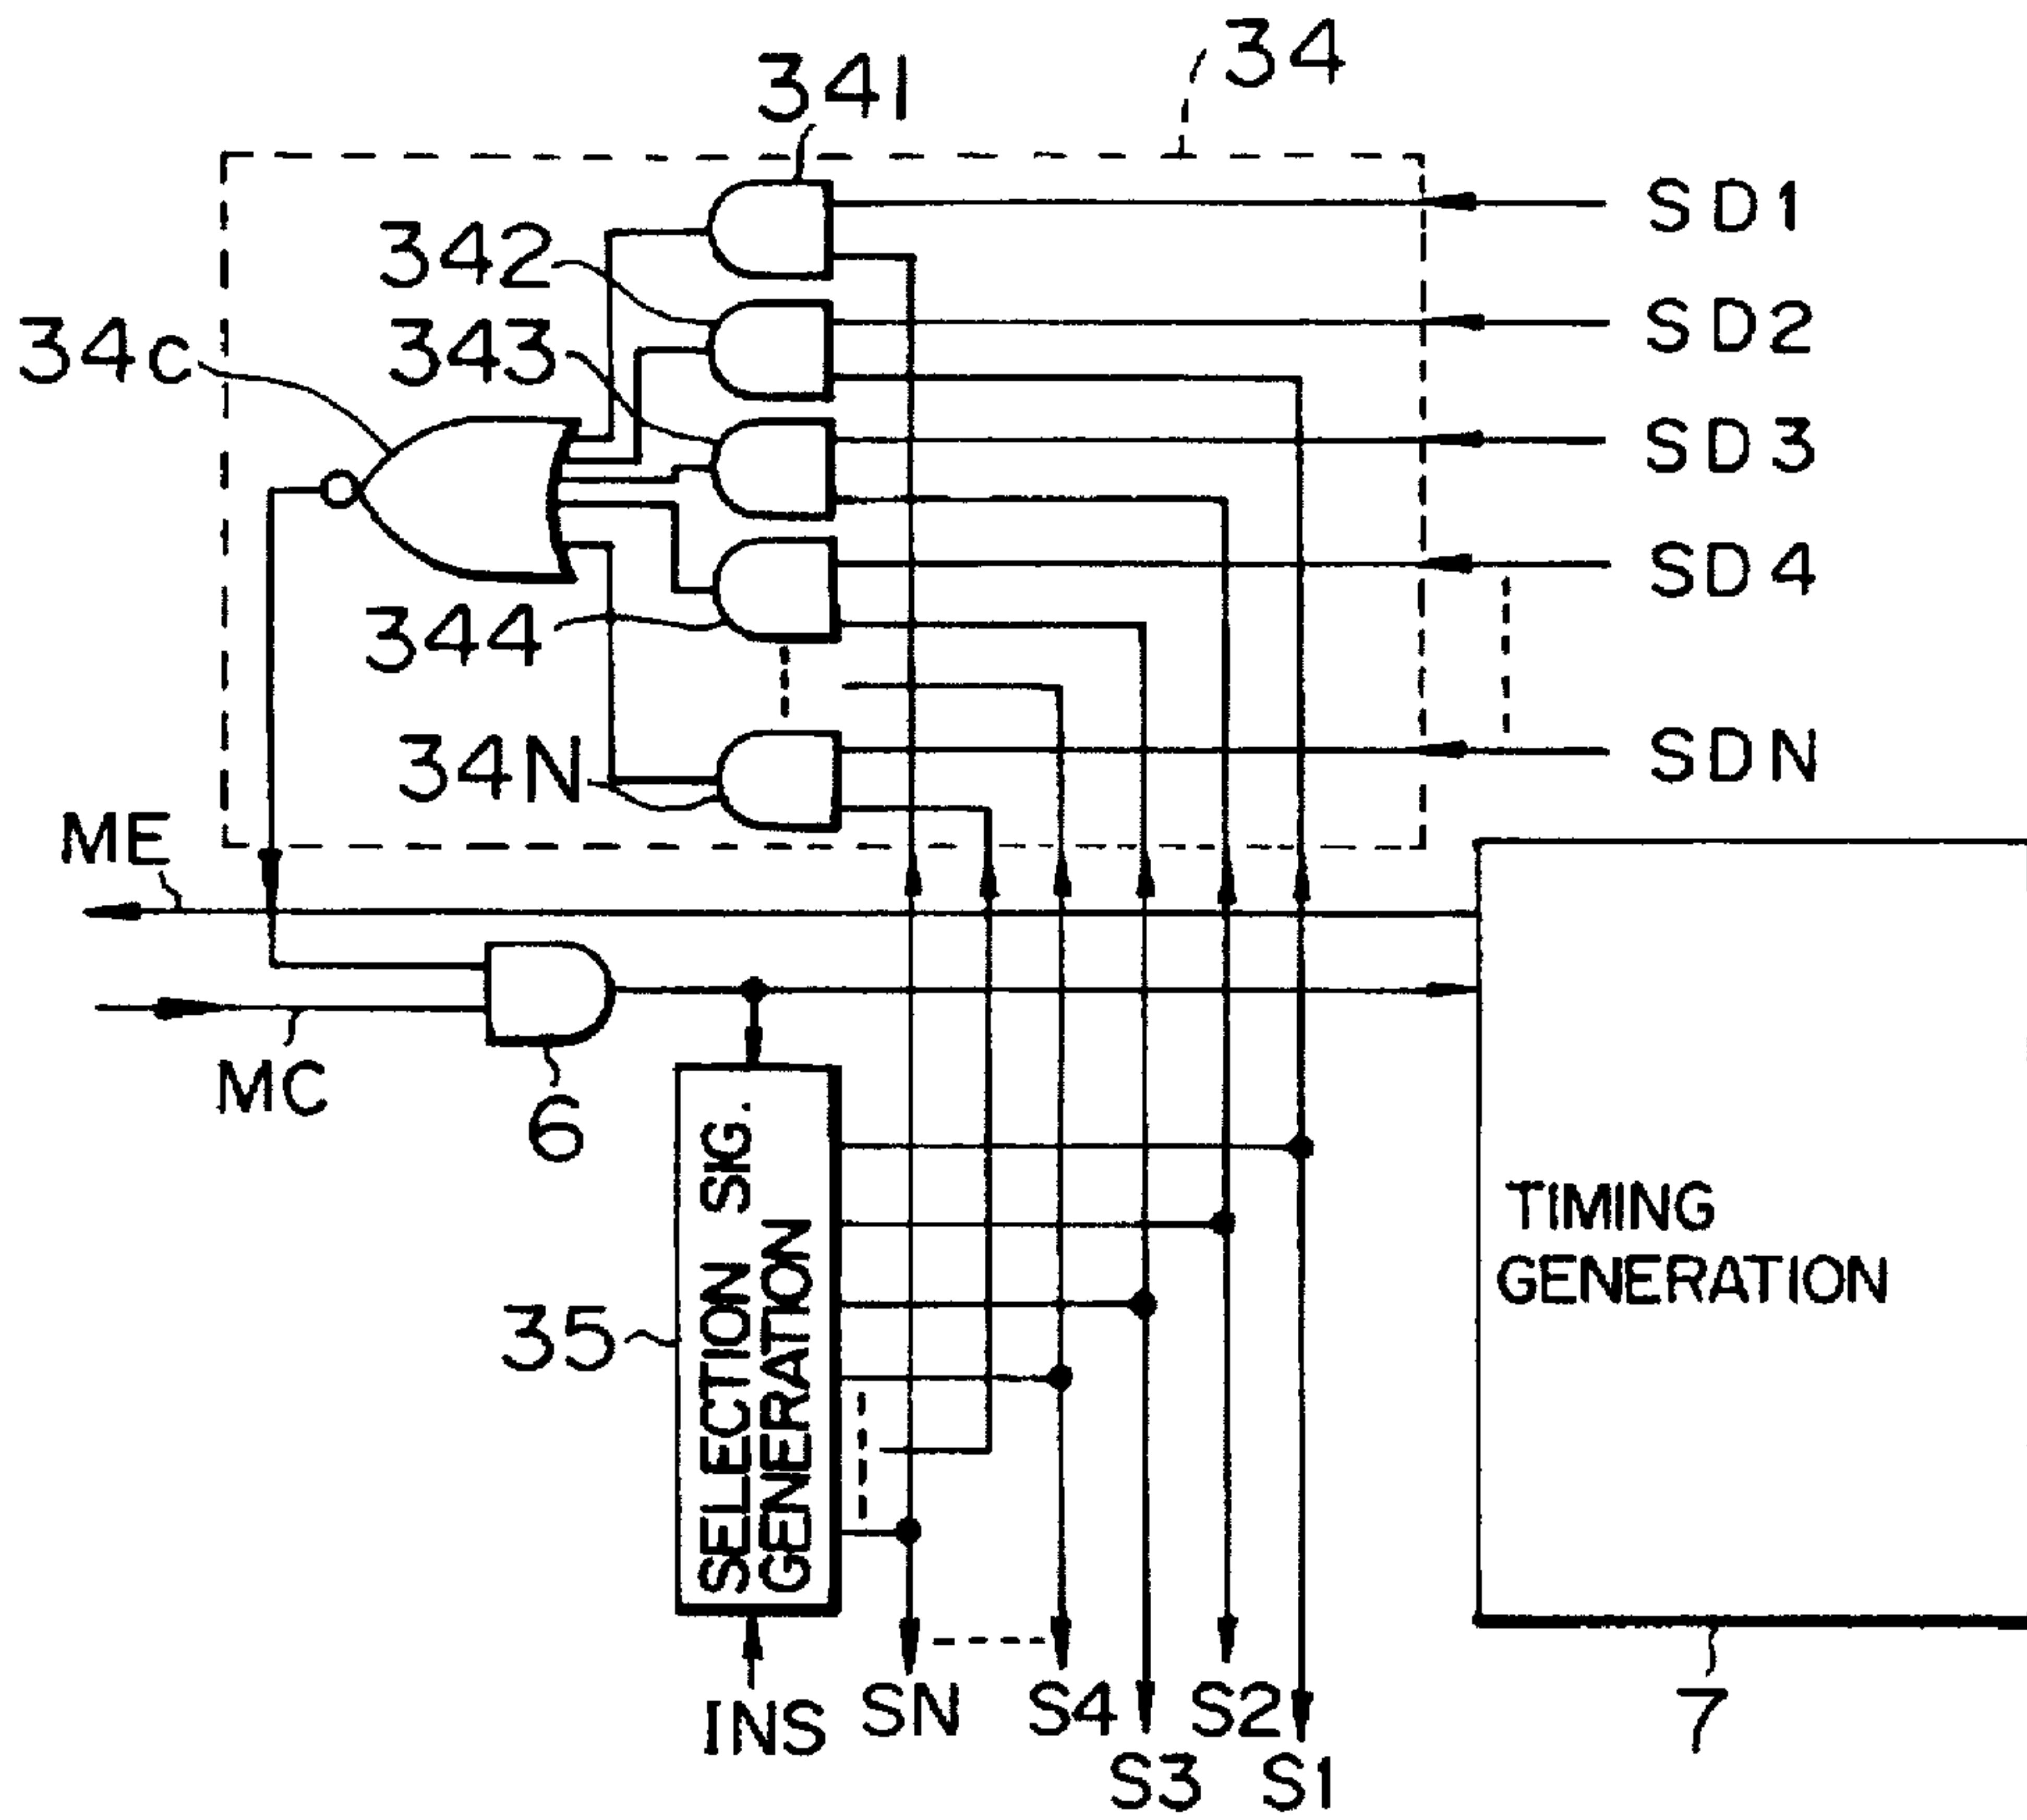 34
341
SD1
342
SD2
34c
343
SD3
SD4
344
34N
SDN
ME
MC
6
SELECTION SIG.
GENERATION
TIMING
GENERATION
35
INS
SN
S4
S2
7
S3
S1